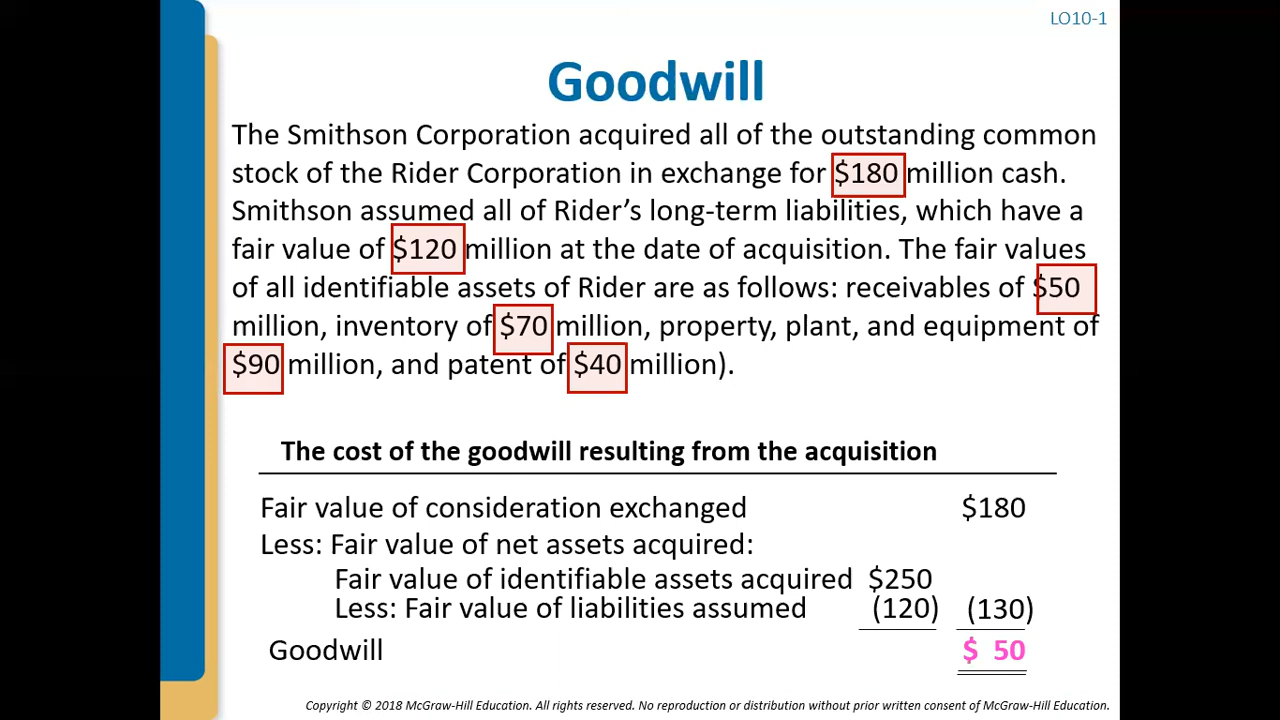 LO10-1
Goodwill
The Smithson Corporation acquired all of the outstanding common
stock of the Rider Corporation in exchange for $180 million cash.
Smithson assumed all of Rider’s long-term liabilities, which have a
fair value of $120 million at the date of acquisition. The fair values
of all identifiable assets of Rider are as follows: receivables of $50
million, inventory of $70 million, property, plant, and equipment of
$90 million, and patent of $40 million).
The cost of the goodwill resulting from the acquisition
Fair value of consideration exchanged $180
Less: Fair value of net assets acquired:
Fair value of identifiable assets acquired $250
Less: Fair value of liabilities assumed (120) (130)
Goodwill $ 50
Copyright © 2018 McGraw-Hill Education. All rights reserved. No reproduction or distribution without prior written consent of McGraw-Hill Education.